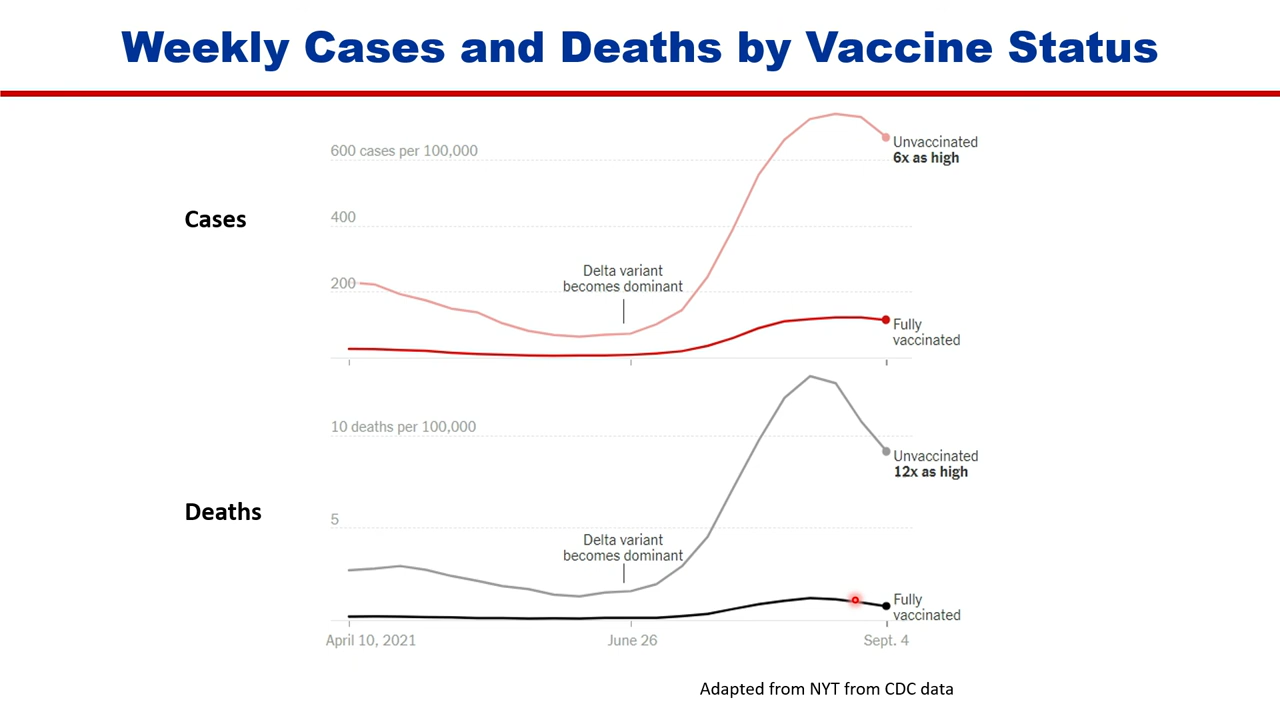 Weekly Cases and Deaths by Vaccine Status
600 cases per 100,000
Unvaccinated
6x as high
Cases
400
Delta variant
becomes dominant
200
Fully
vaccinated
10 deaths per 100,000
Unvaccinated
12x as high
Deaths
5
Delta variant
becomes dominant
Fully
vaccinated
April 10, 2021
June 26
Sept. 4
Adapted from NYT from CDC data